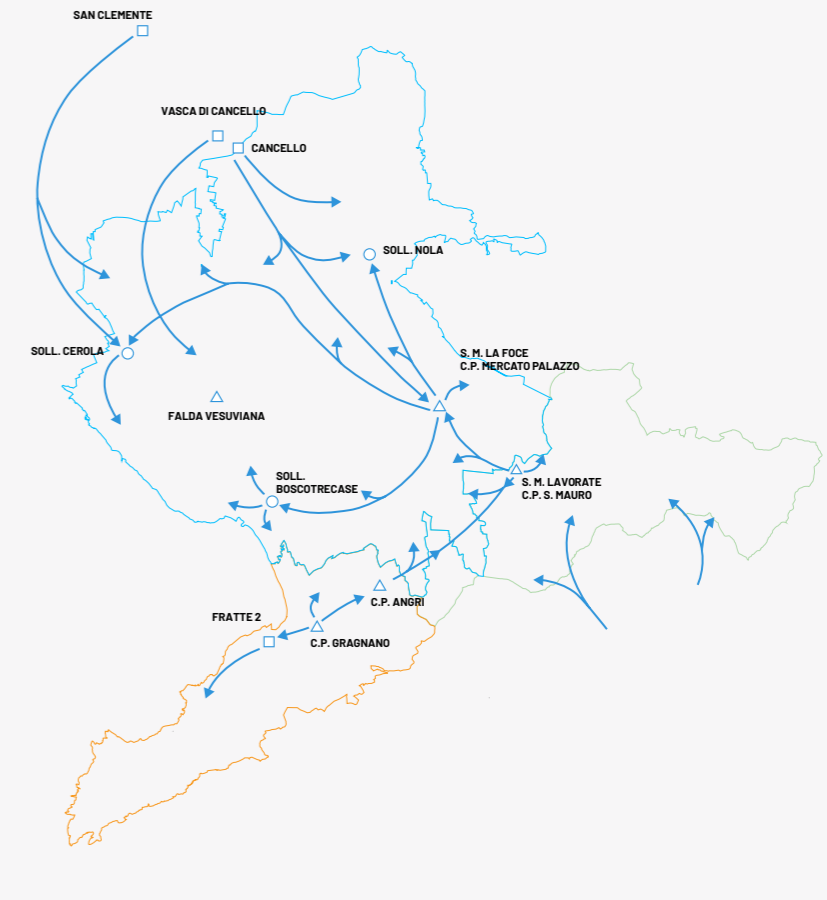 SAN CLEMENTE
VASCA DI CANCELLO
CANCELLO
SOLL. NOLA
SOLL. CEROLA
S. M. LA FOCE
C.P. MERCATO PALAZZO
FALDA VESUVIANA
SOLL.
BOSCOTRECASE
S. M. LAVORATE
C.P. S. MAURO
C.P. ANGRI
FRATTE 2
C.P. GRAGNANO